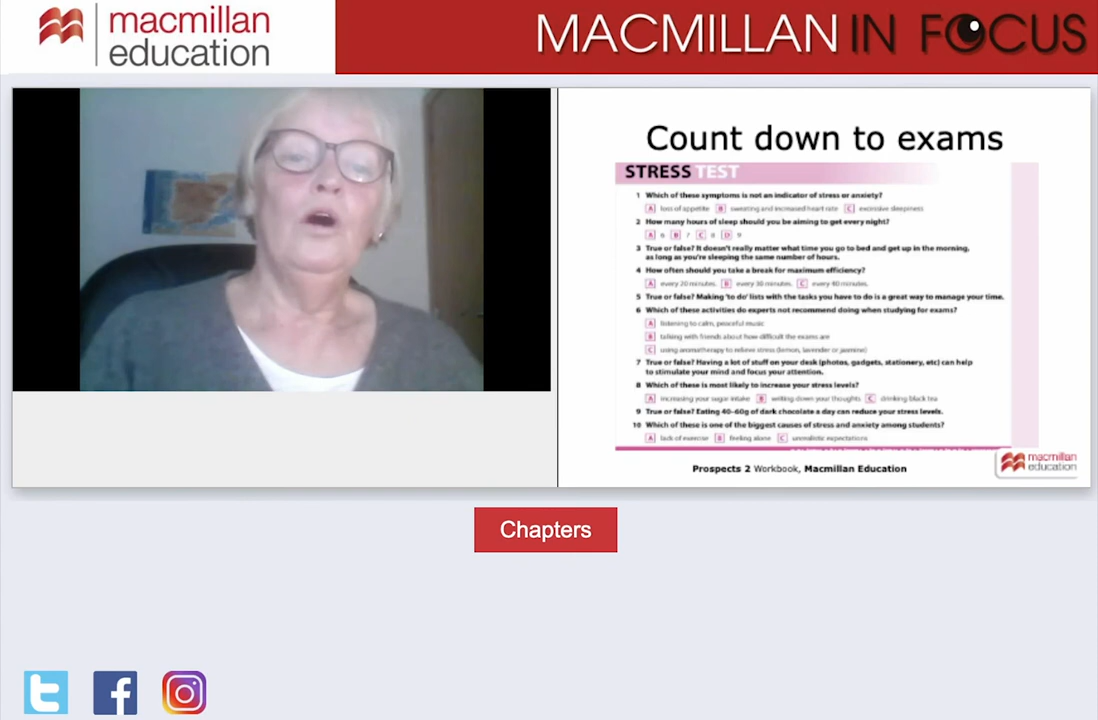 macmillan
education
MACMILLAN IN FOCUS
Count down to exams
STRESS TEST
1 Which of these symptoms is not an indicator of stress or anxiety?
A loss of appetite B sweating and increased heart rate C excessive sleepiness
2 How many hours of sleep should you be aiming to get every night?
A 6 B 7 C 8 D 9
3 True or false? It doesn't really matter what time you go to bed and get up in the morning,
as long as you're sleeping the same number of hours.
4 How often should you take a break for maximum efficiency?
A every 20 minutes. B every 30 minutes. C every 40 minutes.
5 True or false? Making 'to do' lists with the tasks you have to do is a great way to manage your time.
6 Which of these activities do experts not recommend doing when studying for exams?
A listening to calm, peaceful music
B talking with friends about how difficult the exams are
C using aromatherapy to relieve stress (lemon, lavender or jasmine)
7 True or false? Having a lot of stuff on your desk (photos, gadgets, stationery, etc) can help
to stimulate your mind and focus your attention.
8 Which of these is most likely to increase your stress levels?
A increasing your sugar intake B writing down your thoughts C drinking black tea
9 True or false? Eating 40–60g of dark chocolate a day can reduce your stress levels.
10 Which of these is one of the biggest causes of stress and anxiety among students?
A lack of exercise B feeling alone C unrealistic expectations
Prospects 2 Workbook, Macmillan Education
macmillan
education
Chapters